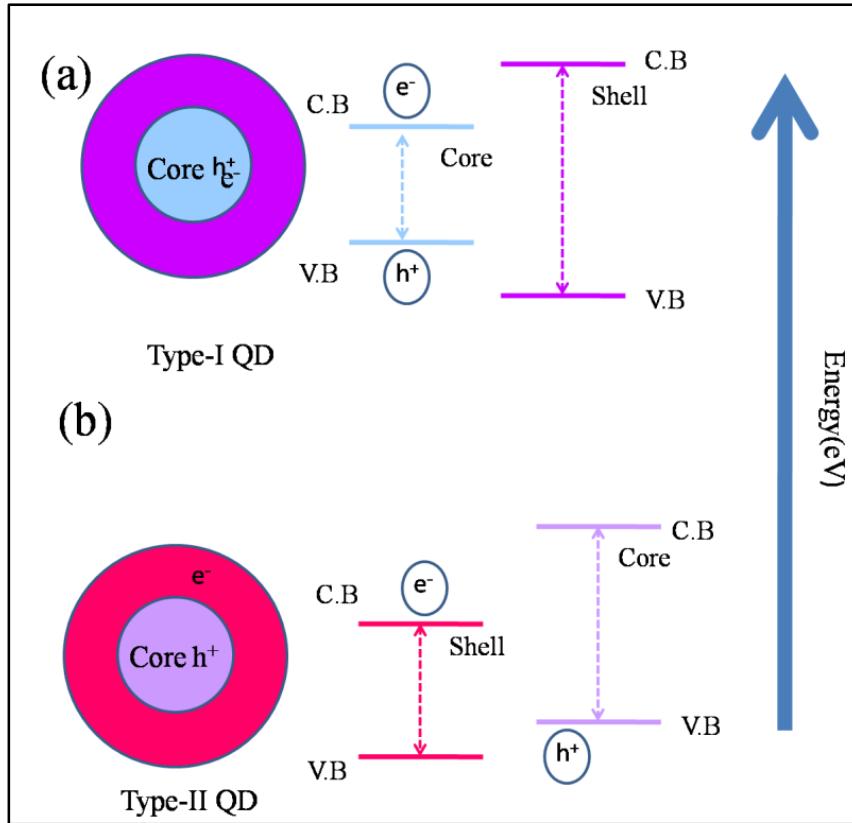 (a)
C.B
e-
C.B
Shell
Core h+
e-
Core
V.B
h+
V.B
Type-I QD
Energy(eV)
(b)
C.B
Core
e-
C.B
e-
Shell
Core h+
V.B
h+
V.B
Type-II QD